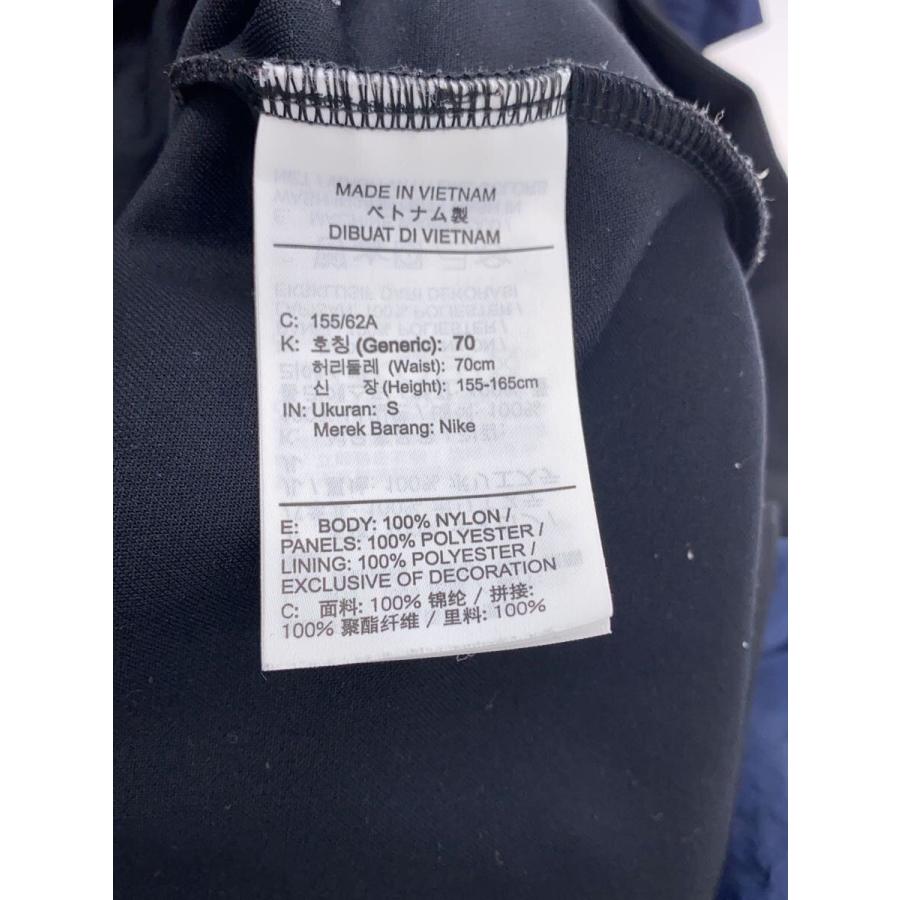 MADE IN VIETNAM
ベトナム製
DIBUAT DI VIETNAM
C: 155/62A
K: 호칭 (Generic): 70
허리둘레 (Waist): 70cm
신 장 (Height): 155-165cm
IN: Ukuran: S
Merek Barang: Nike
E: BODY: 100% NYLON /
PANELS: 100% POLYESTER /
LINING: 100% POLYESTER /
EXCLUSIVE OF DECORATION
C: 面料: 100% 锦纶 / 拼接:
100% 聚酯纤维 / 里料: 100%